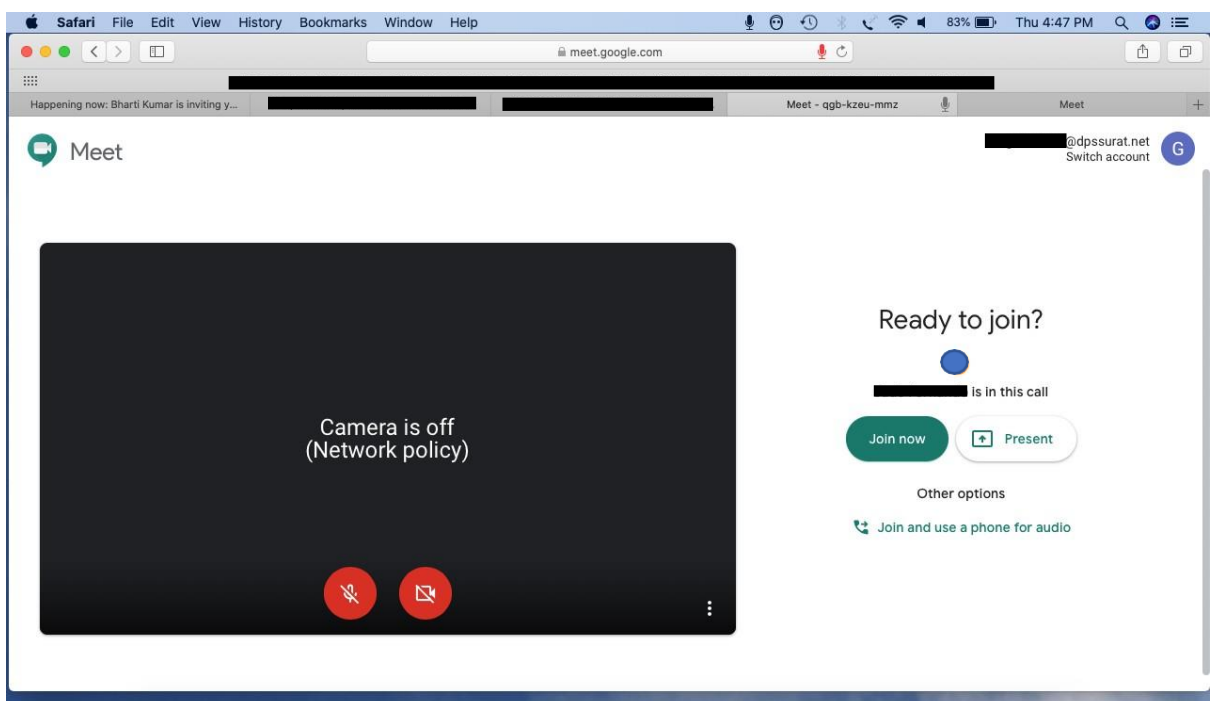 Safari File Edit View History Bookmarks Window Help 83% Thu 4:47 PM
meet.google.com
Happening now: Bharti Kumar is inviting y... Meet - qgb-kzeu-mmz Meet
Meet
@dpssurat.net
Switch account
G
Camera is off
(Network policy)
Ready to join?
is in this call
Join now Present
Other options
Join and use a phone for audio